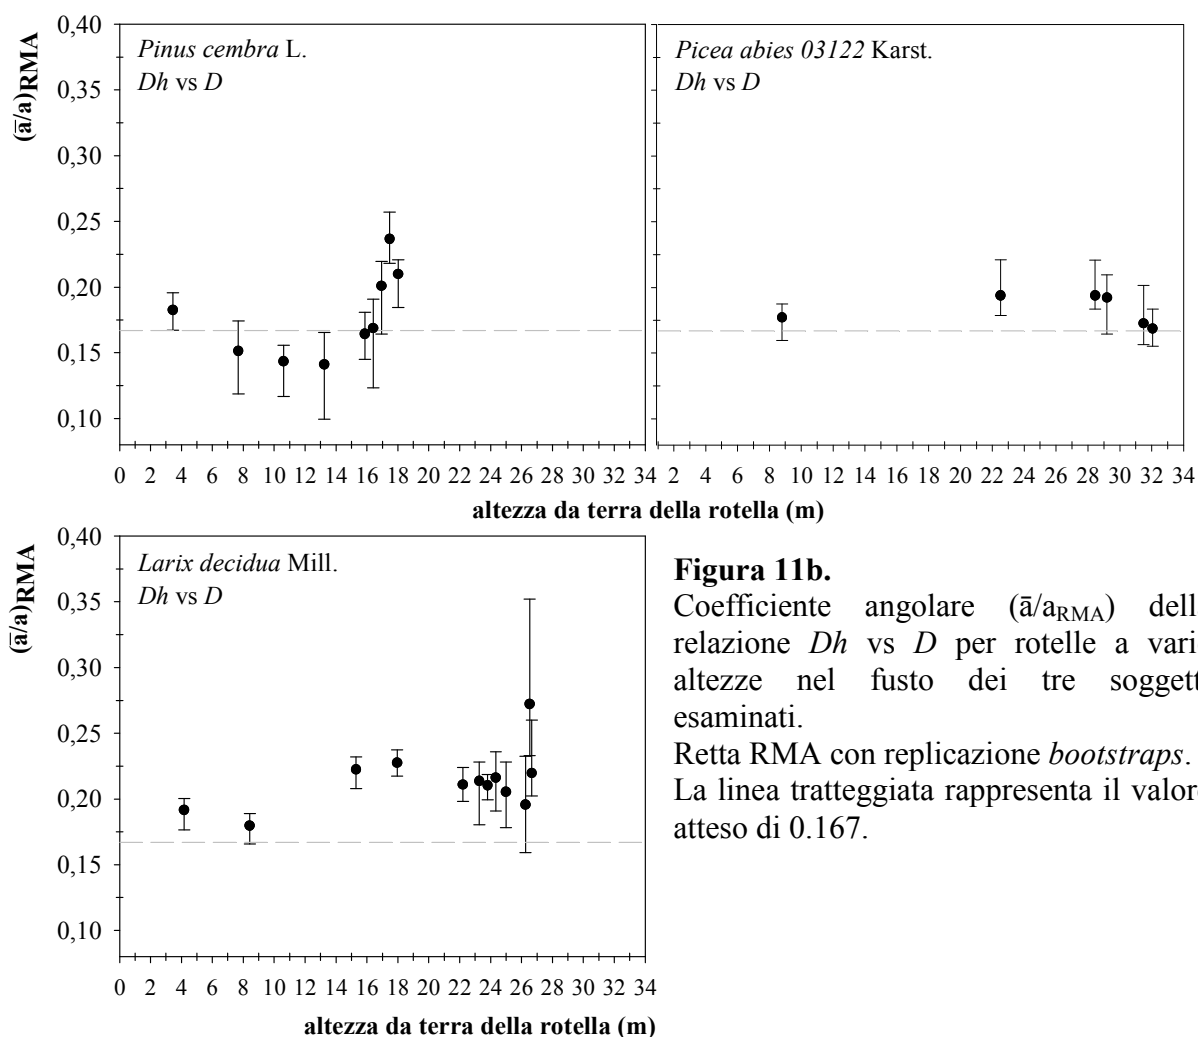 0,40
0,35
0,30
0,25
0,20
0,15
0,10
(ā/a)RMA
Pinus cembra L.
Dh vs D
Picea abies 03122 Karst.
Dh vs D
0 2 4 6 8 10 12 14 16 18 20 22 24 26 28 30 32 34
2 4 6 8 10 12 14 16 18 20 22 24 26 28 30 32 34
altezza da terra della rotella (m)
0,40
0,35
0,30
0,25
0,20
0,15
0,10
(ā/a)RMA
Larix decidua Mill.
Dh vs D
0 2 4 6 8 10 12 14 16 18 20 22 24 26 28 30 32 34
altezza da terra della rotella (m)
Figura 11b.
Coefficiente angolare (ā/aRMA) dell
relazione Dh vs D per rotelle a vari
altezze nel fusto dei tre soggett
esaminati.
Retta RMA con replicazione bootstraps.
La linea tratteggiata rappresenta il valor
atteso di 0.167.